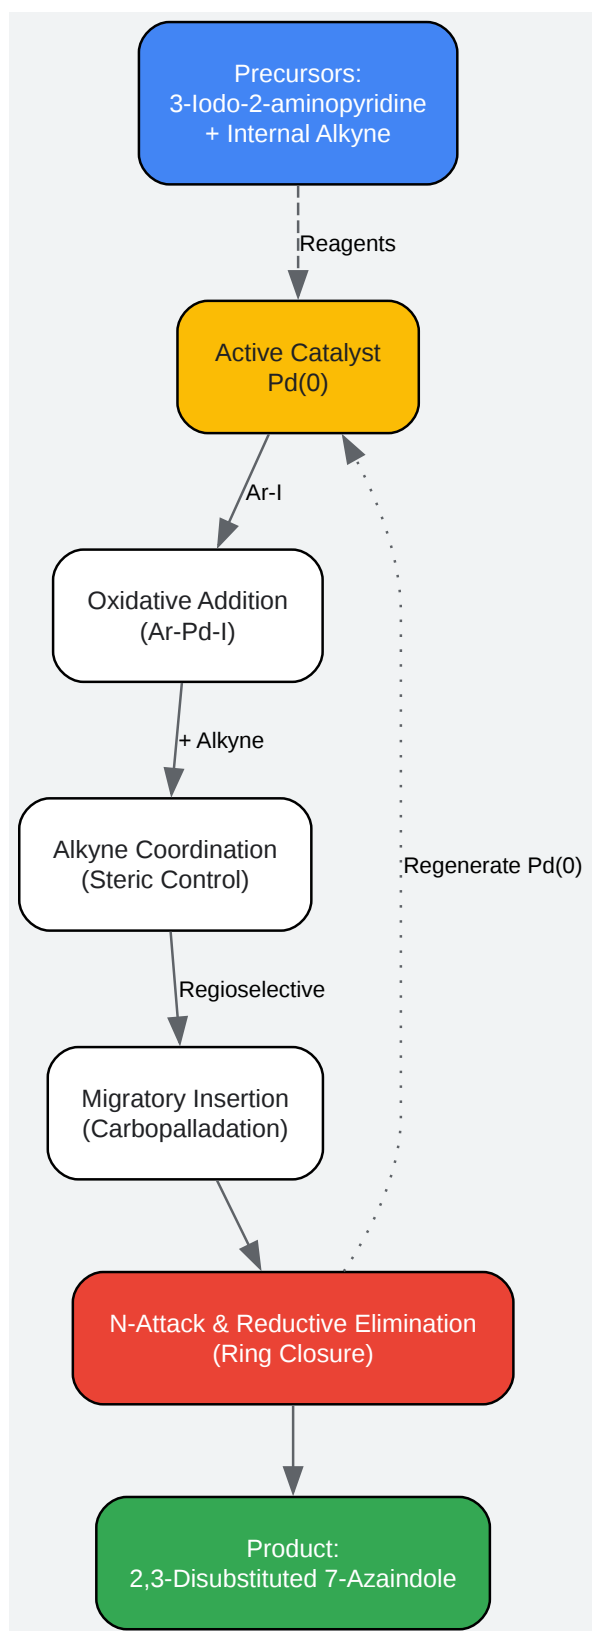 Precursors:
3-Iodo-2-aminopyridine
+ Internal Alkyne
Reagents
Active Catalyst
Pd(0)
Ar-I
Oxidative Addition
(Ar-Pd-I)
+ Alkyne
Alkyne Coordination
(Steric Control)
Regenerate Pd(0)
Regioselective
Migratory Insertion
(Carbopalladation)
N-Attack & Reductive Elimination
(Ring Closure)
Product:
2,3-Disubstituted 7-Azaindole